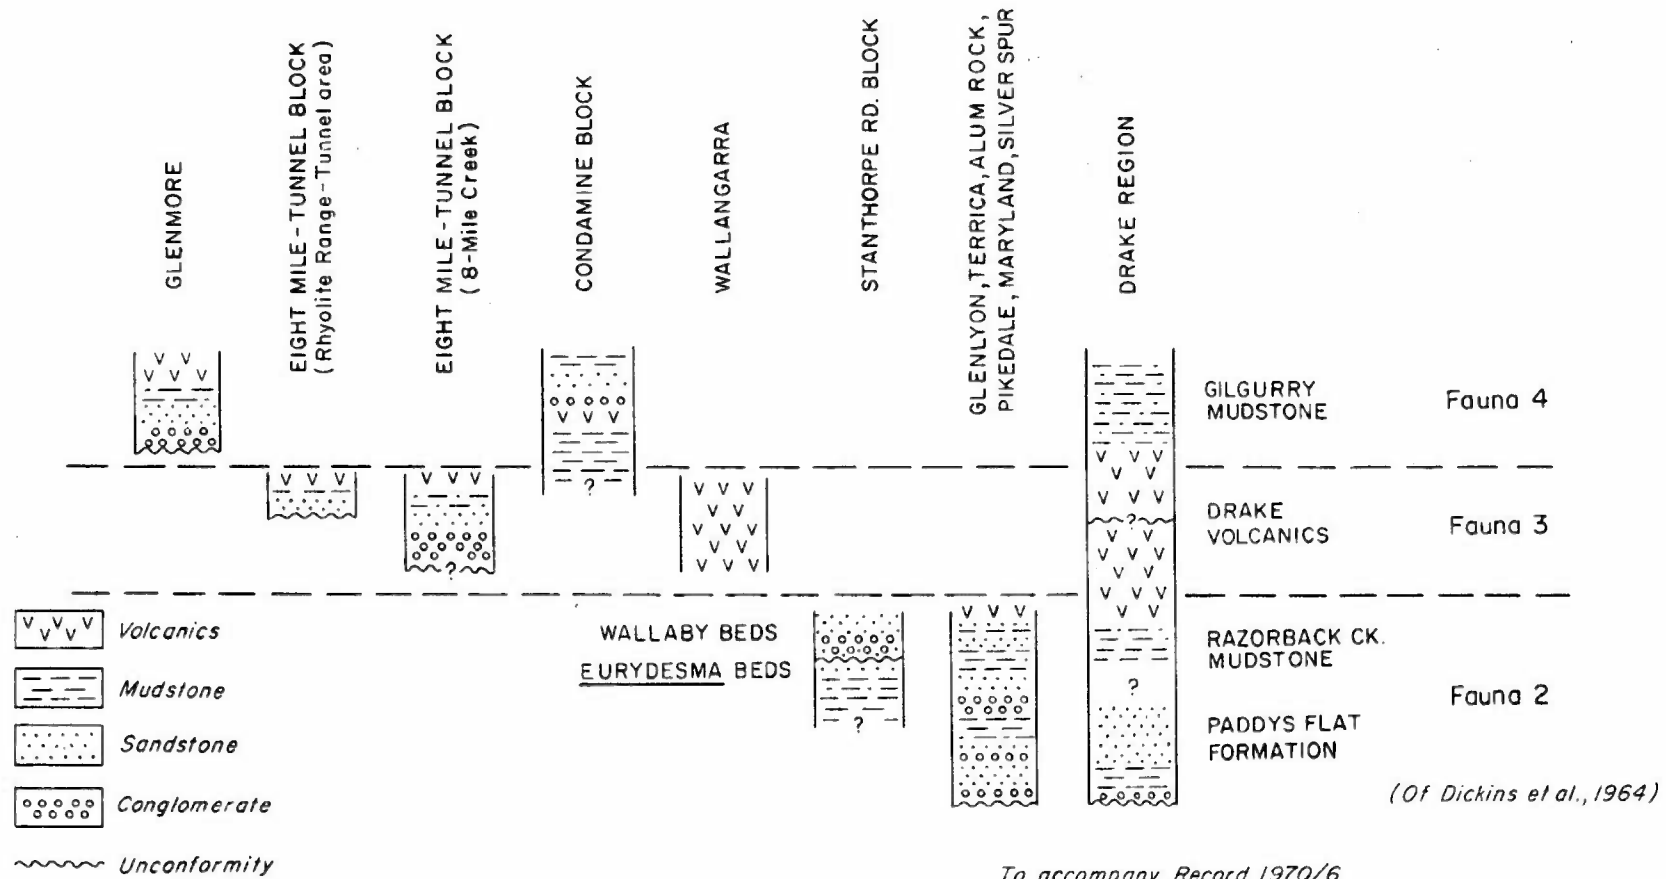 GLENMORE
EIGHT MILE-TUNNEL BLOCK
(Rhyolite Range-Tunnel area)
EIGHT MILE-TUNNEL BLOCK
(8-Mile Creek)
CONDAMINE BLOCK
WALLANGARRA
STANTHORPE RD. BLOCK
GLENLYON, TERRICA, ALUM ROCK,
PIKEDALE, MARYLAND, SILVER SPUR
DRAKE REGION
GILGURRY
MUDSTONE
Fauna 4
?
?
?
DRAKE
VOLCANICS
Fauna 3
WALLABY BEDS
EURYDESMA BEDS
?
RAZORBACK CK.
MUDSTONE
?
Fauna 2
PADDYS FLAT
FORMATION
(Of Dickins et al., 1964)
Volcanics
Mudstone
Sandstone
Conglomerate
Unconformity
To accompany Record 1970/6